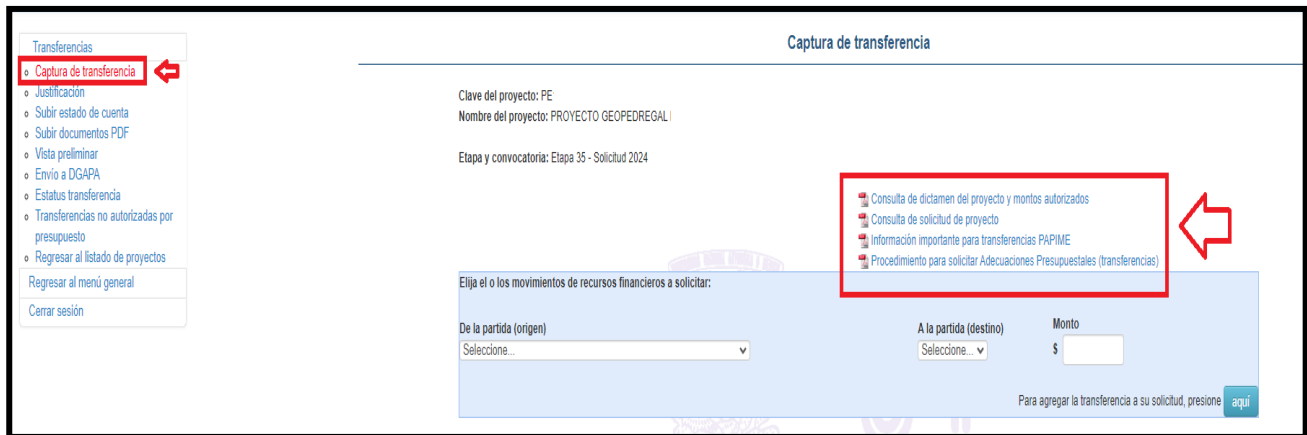 Transferencias
Captura de transferencia
Justificación
Subir estado de cuenta
Subir documentos PDF
Vista preliminar
Envío a DGAPA
Estatus transferencia
Transferencias no autorizadas por
presupuesto
Regresar al listado de proyectos
Regresar al menú general
Cerrar sesión
Captura de transferencia
Clave del proyecto: PE
Nombre del proyecto: PROYECTO GEOPEDREGAL
Etapa y convocatoria: Etapa 35 - Solicitud 2024
Consulta de dictamen del proyecto y montos autorizados
Consulta de solicitud de proyecto
Información importante para transferencias PAPIME
Procedimiento para solicitar Adecuaciones Presupuestales (transferencias)
Elija el o los movimientos de recursos financieros a solicitar:
De la partida (origen)
Seleccione...
A la partida (destino)
Seleccione...
Monto
$
Para agregar la transferencia a su solicitud, presione aquí